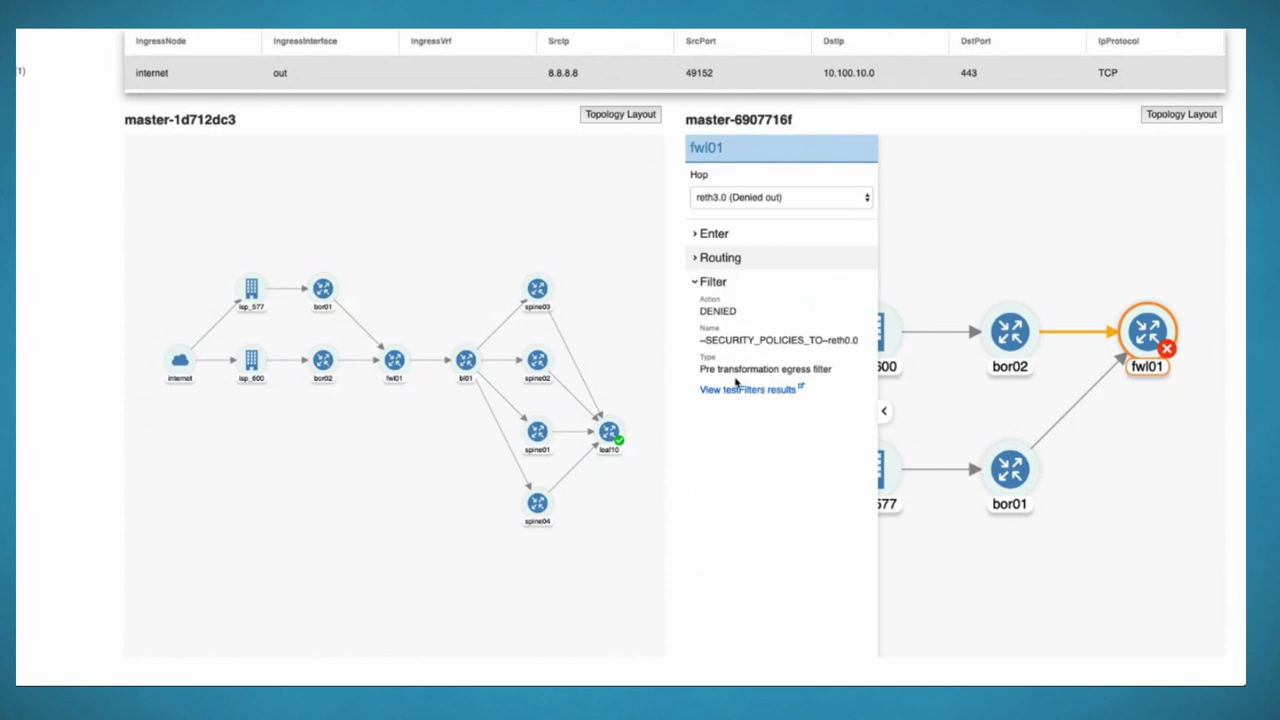 IngressNode IngressInterface IngressVrf SrcIp SrcPort DstIp DstPort IpProtocol
(1)
internet out 8.8.8.8 49152 10.100.10.0 443 TCP
master-1d712dc3
Topology Layout
isp_577
bor01
spine03
internet
isp_600
bor02
fwl01
bl01
spine02
spine01
leaf10
spine04
master-6907716f
Topology Layout
fwl01
Hop
reth3.0 (Denied out)
Enter
Routing
Filter
Action
DENIED
Name
~SECURITY_POLICIES_TO~reth0.0
Type
Pre transformation egress filter
View testFilters results
600
bor02
fwl01
577
bor01